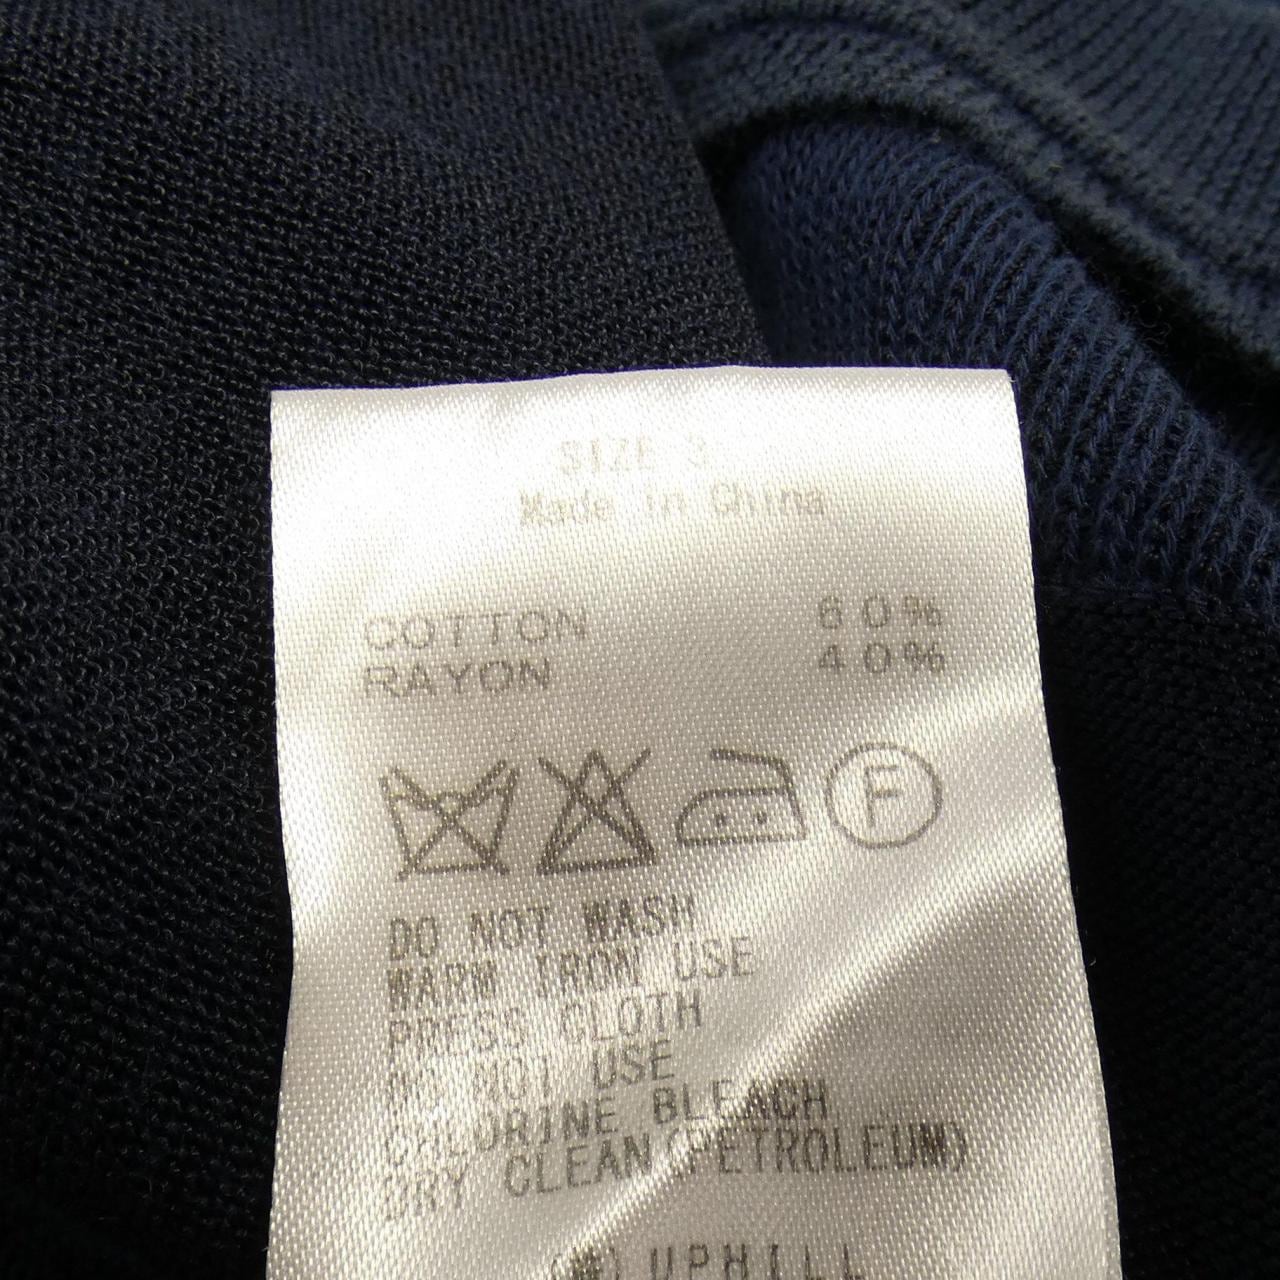 SIZE 3
Made in China
COTTON 60%
RAYON 40%
F
DO NOT WASH
WARM IRON USE
PRESS CLOTH
DO NOT USE
CHLORINE BLEACH
DRY CLEAN(PETROLEUM)
(株)UPHILL